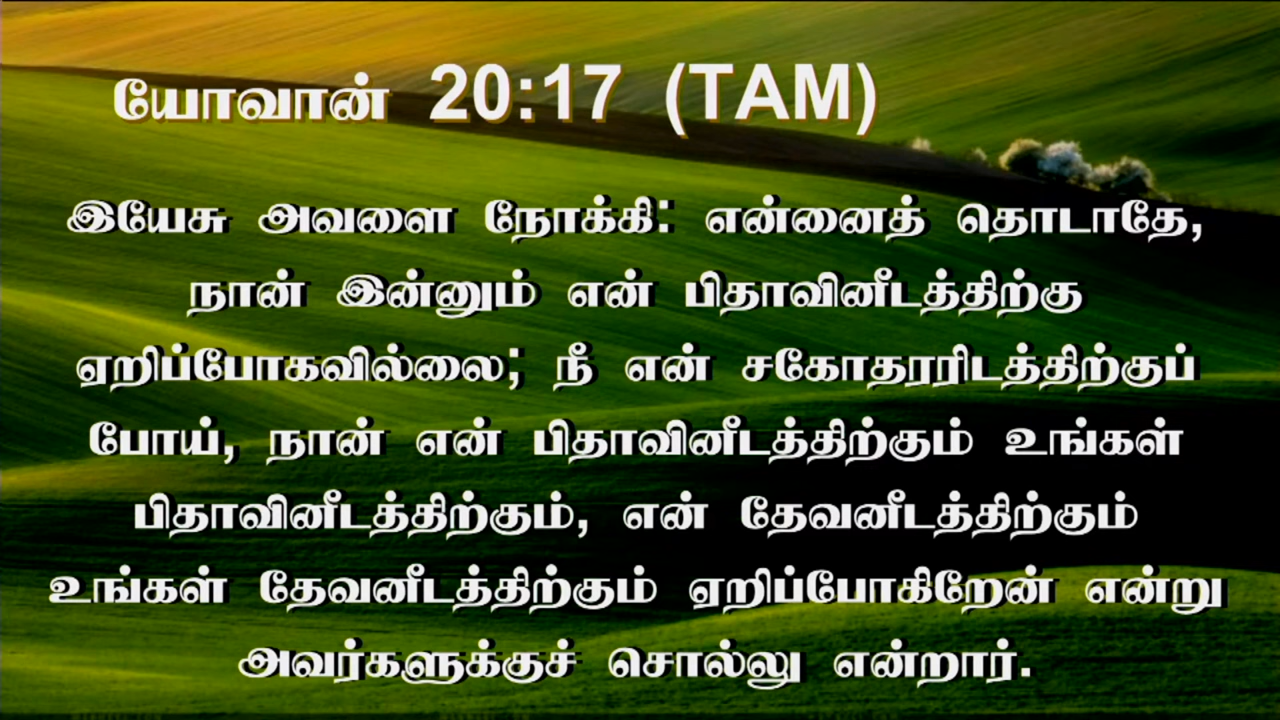 யோவான் 20:17 (TAM)
இயேசு அவளை நோக்கி: என்னைத் தொடாதே,
நான் இன்னும் என் பிதாவினீடத்திற்கு
ஏறிப்போகவில்லை; நீ என் சகோதரரிடத்திற்குப்
போய், நான் என் பிதாவினீடத்திற்கும் உங்கள்
பிதாவினீடத்திற்கும், என் தேவனீடத்திற்கும்
உங்கள் தேவனீடத்திற்கும் ஏறிப்போகிறேன் என்று
அவர்களுக்குச் சொல்லு என்றார்.